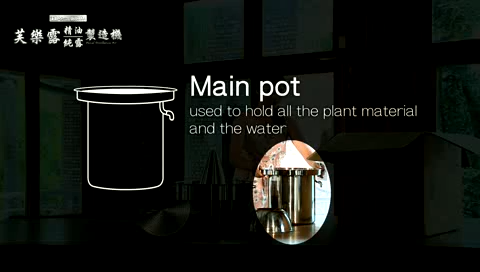 芙樂露 精油 純露 製造機
Main pot
used to hold all the plant material
and the water